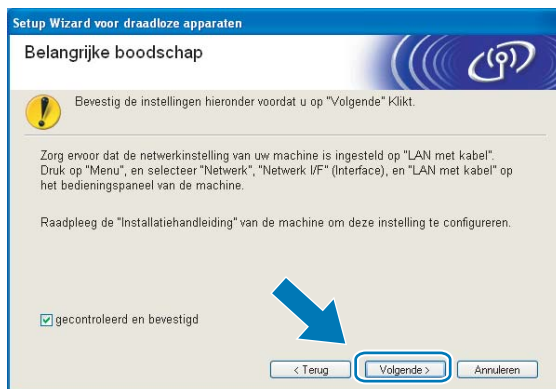 Setup Wizard voor draadloze apparaten
Belangrijke boodschap
Bevestig de instellingen hieronder voordat u op "Volgende" Klikt.
Zorg ervoor dat de netwerkinstelling van uw machine is ingesteld op "LAN met kabel".
Druk op "Menu", en selecteer "Netwerk", "Netwerk I/F" (Interface), en "LAN met kabel" op
het bedieningspaneel van de machine.
Raadpleeg de "Installatiehandleiding" van de machine om deze instelling te configureren.
gecontroleerd en bevestigd
< Terug
Volgende >
Annuleren